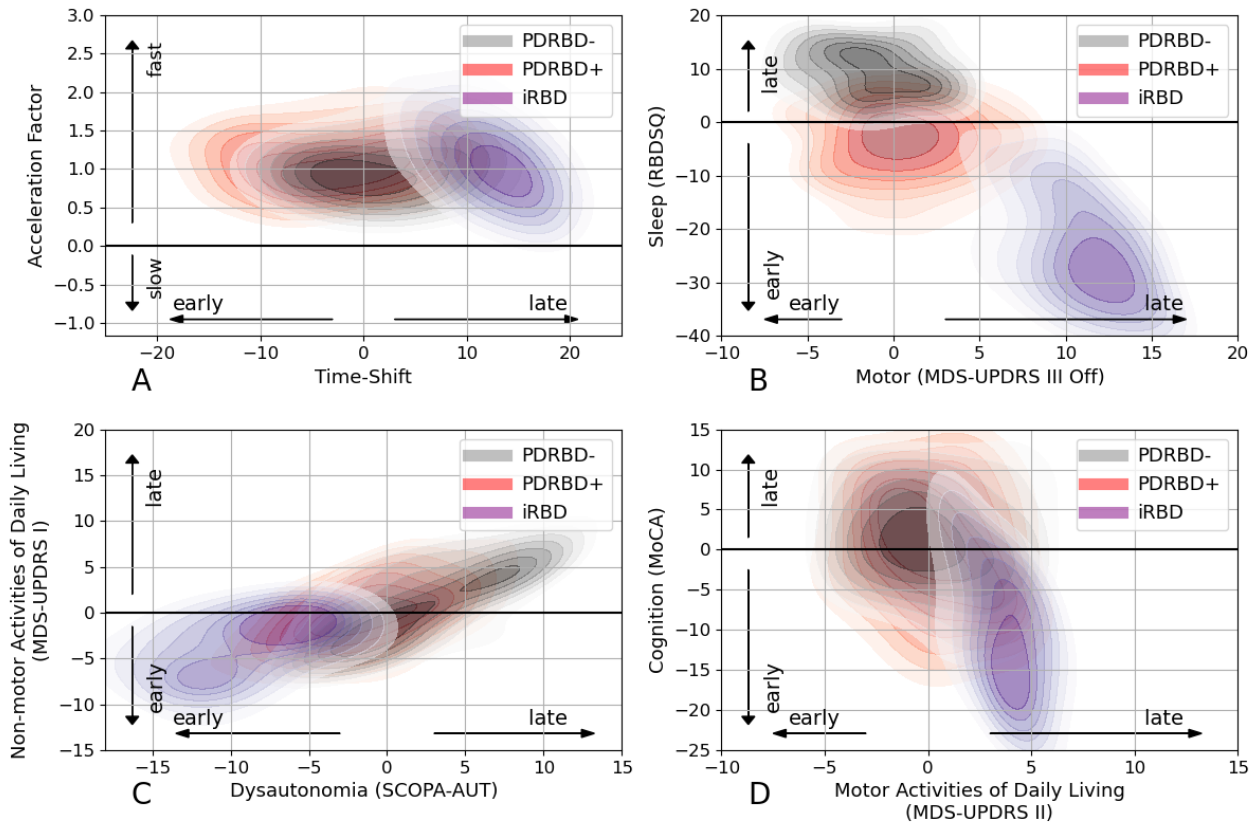 3.0
2.5
2.0
1.5
1.0
0.5
0.0
−0.5
−1.0
Acceleration Factor
fast
slow
early
late
PDRBD-
PDRBD+
iRBD
−20
−10
0
10
20
A
Time-Shift
20
10
0
−10
−20
−30
−40
Sleep (RBDSQ)
late
early
early
late
PDRBD-
PDRBD+
iRBD
−10
−5
0
5
10
15
20
B
Motor (MDS-UPDRS III Off)
20
15
10
5
0
−5
−10
−15
Non-motor Activities of Daily Living
(MDS-UPDRS I)
late
early
early
late
PDRBD-
PDRBD+
iRBD
−15
−10
−5
0
5
10
15
C
Dysautonomia (SCOPA-AUT)
15
10
5
0
−5
−10
−15
−20
−25
Cognition (MoCA)
late
early
early
late
PDRBD-
PDRBD+
iRBD
−10
−5
0
5
10
15
D
Motor Activities of Daily Living
(MDS-UPDRS II)